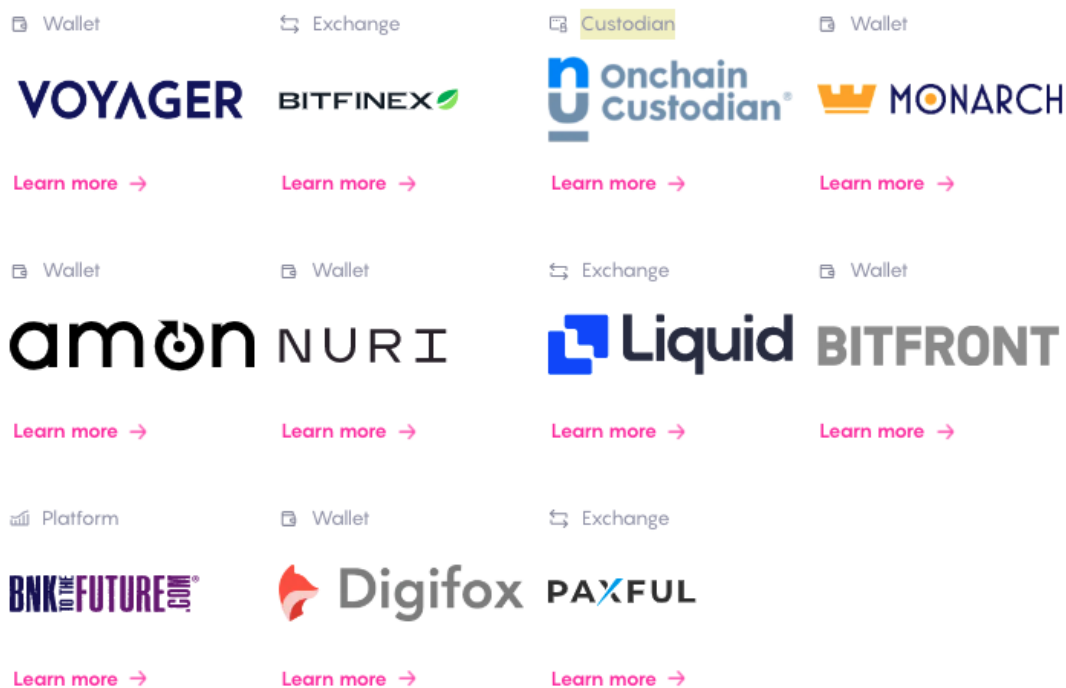 Wallet Exchange Custodian Wallet
VOYAGER BITFINEX Onchain Custodian® MONARCH
Learn more → Learn more → Learn more → Learn more →
Wallet Wallet Exchange Wallet
amon NURI Liquid BITFRONT
Learn more → Learn more → Learn more → Learn more →
Platform Wallet Exchange
BNK TO THE FUTURE .COM® Digifox PAXFUL
Learn more → Learn more → Learn more →